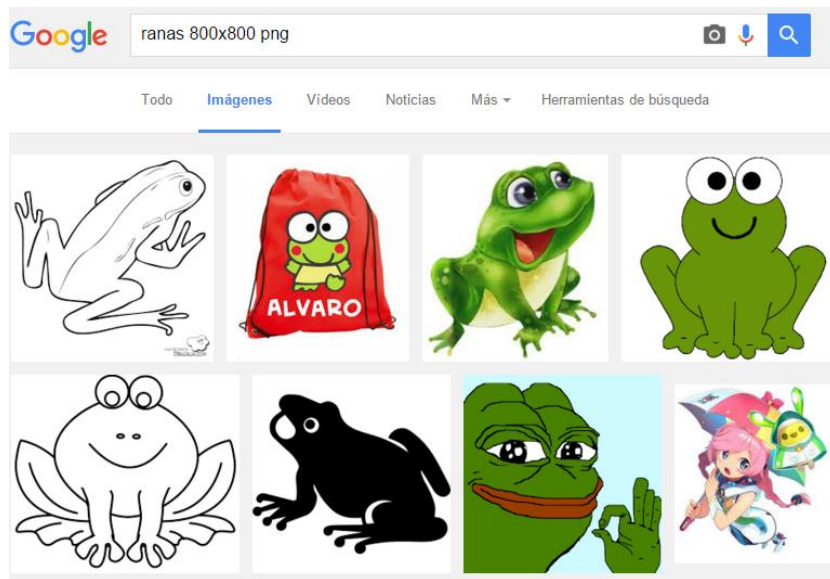 Google
ranas 800x800 png
Todo Imágenes Vídeos Noticias Más Herramientas de búsqueda
ALVARO